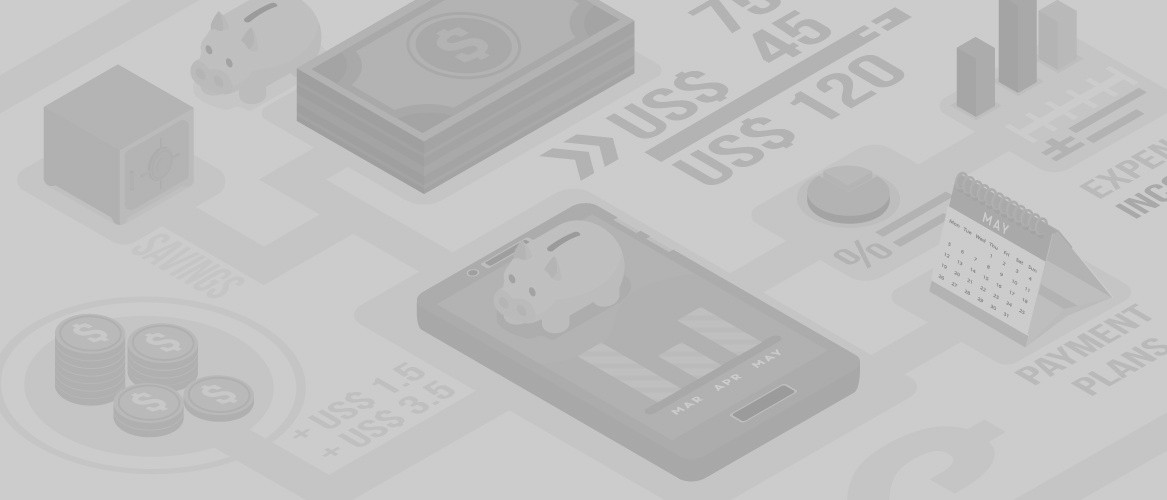 $
75
45
>> US$
US$ 120
%
EXPEN
INC
SAVINGS
MAY
Mon Tue Wed Thu Fri Sat Sun
PAYMENT
PLANS
$
$
$
$
+ US$ 1.5
+ US$ 3.5
MAR APR MAY